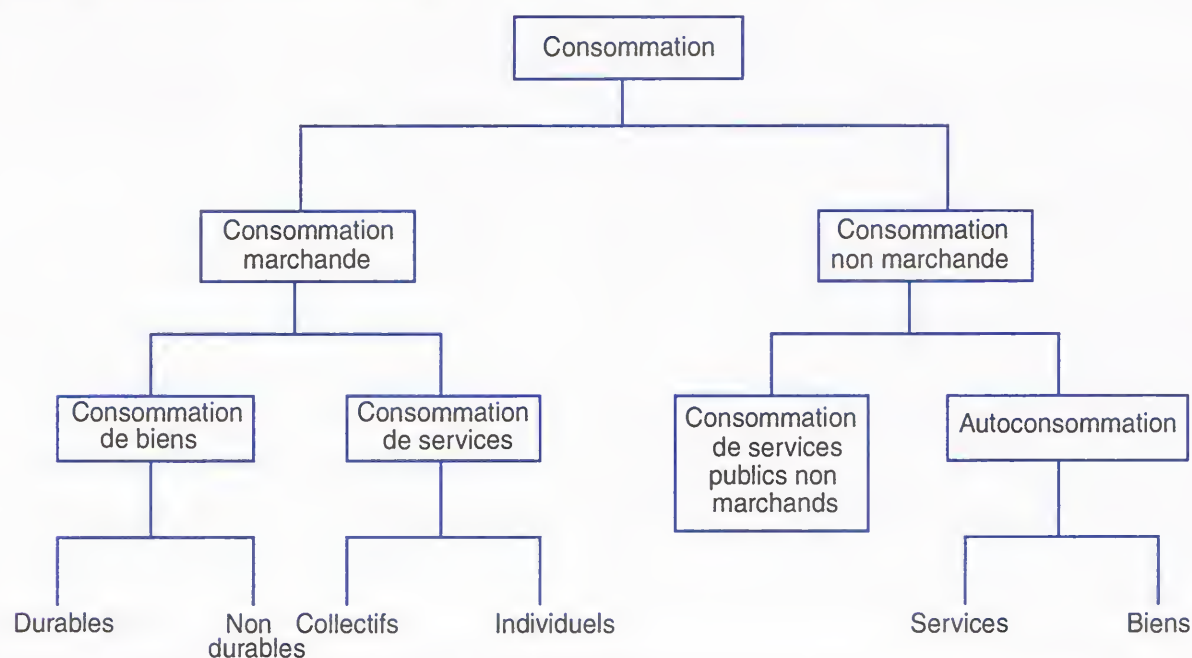 Consommation
Consommation
marchande
Consommation
non marchande
Consommation
de biens
Consommation
de services
Consommation
de services
publics non
marchands
Autoconsommation
Durables
Non
durables
Collectifs
Individuels
Services
Biens